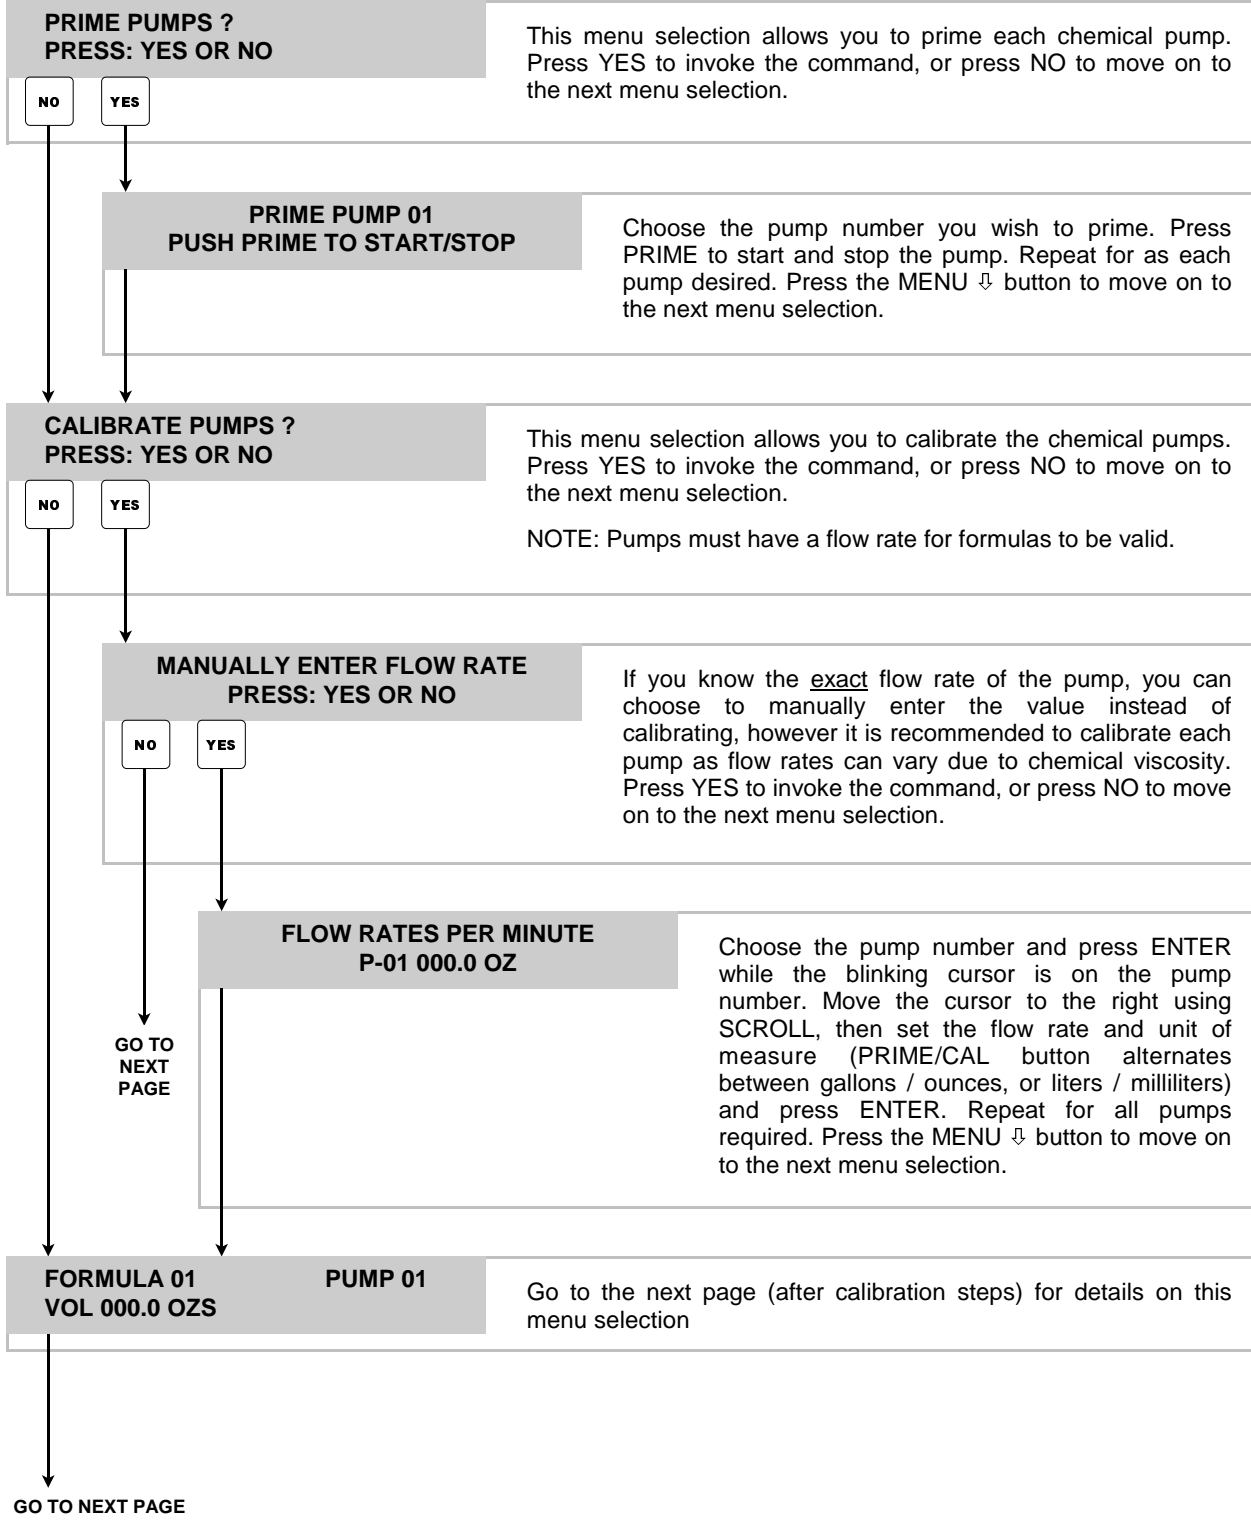 PRIME PUMPS ?
PRESS: YES OR NO
This menu selection allows you to prime each chemical pump.
Press YES to invoke the command, or press NO to move on to
the next menu selection.
NO YES
PRIME PUMP 01
PUSH PRIME TO START/STOP
Choose the pump number you wish to prime. Press
PRIME to start and stop the pump. Repeat for as each
pump desired. Press the MENU ⇩ button to move on to
the next menu selection.
CALIBRATE PUMPS ?
PRESS: YES OR NO
This menu selection allows you to calibrate the chemical pumps.
Press YES to invoke the command, or press NO to move on to
the next menu selection.
NO YES
NOTE: Pumps must have a flow rate for formulas to be valid.
MANUALLY ENTER FLOW RATE
PRESS: YES OR NO
If you know the exact flow rate of the pump, you can
choose to manually enter the value instead of
calibrating, however it is recommended to calibrate each
pump as flow rates can vary due to chemical viscosity.
Press YES to invoke the command, or press NO to move
on to the next menu selection.
NO YES
FLOW RATES PER MINUTE
P-01 000.0 OZ
Choose the pump number and press ENTER
while the blinking cursor is on the pump
number. Move the cursor to the right using
SCROLL, then set the flow rate and unit of
measure (PRIME/CAL button alternates
between gallons / ounces, or liters / milliliters)
and press ENTER. Repeat for all pumps
required. Press the MENU ⇩ button to move on
to the next menu selection.
GO TO
NEXT
PAGE
FORMULA 01 PUMP 01
VOL 000.0 OZS
Go to the next page (after calibration steps) for details on this
menu selection
GO TO NEXT PAGE